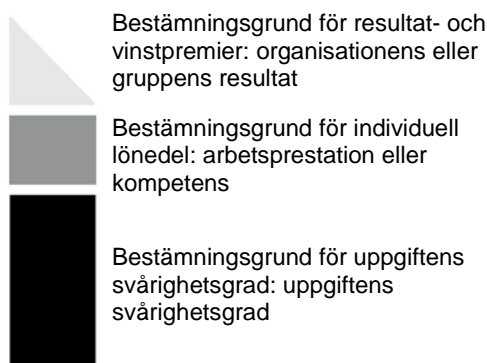 Bestämningsgrund för resultat- och
vinstpremier: organisationens eller
gruppens resultat
Bestämningsgrund för individuell
lönedel: arbetsprestation eller
kompetens
Bestämningsgrund för uppgiftens
svårighetsgrad: uppgiftens
svårighetsgrad